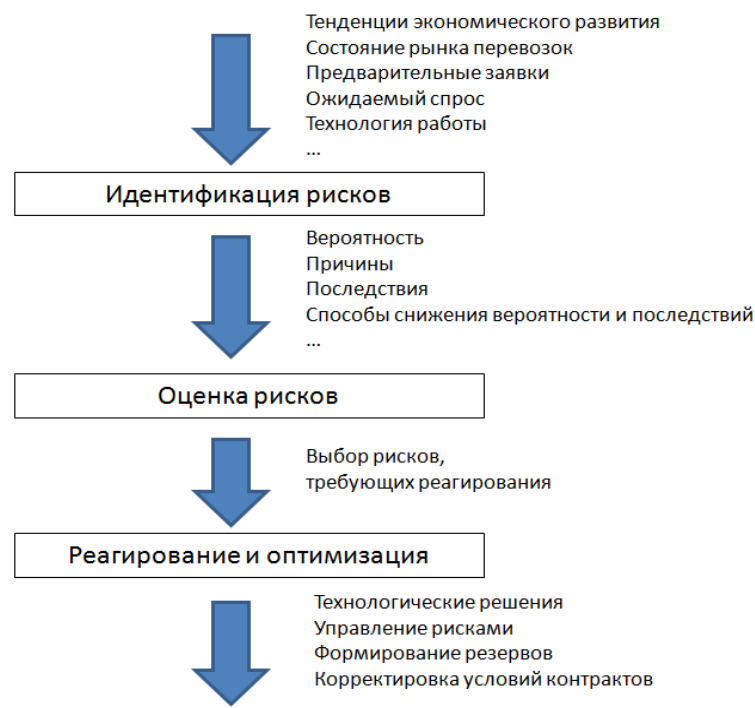 Тенденции экономического развития
Состояние рынка перевозок
Предварительные заявки
Ожидаемый спрос
Технология работы
...
Идентификация рисков
Вероятность
Причины
Последствия
Способы снижения вероятности и последствий
...
Оценка рисков
Выбор рисков,
требующих реагирования
Реагирование и оптимизация
Технологические решения
Управление рисками
Формирование резервов
Корректировка условий контрактов